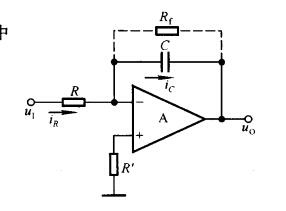 中
R_f
C
R
i_C
u_I
i_R
−
A
+
u_O
R'